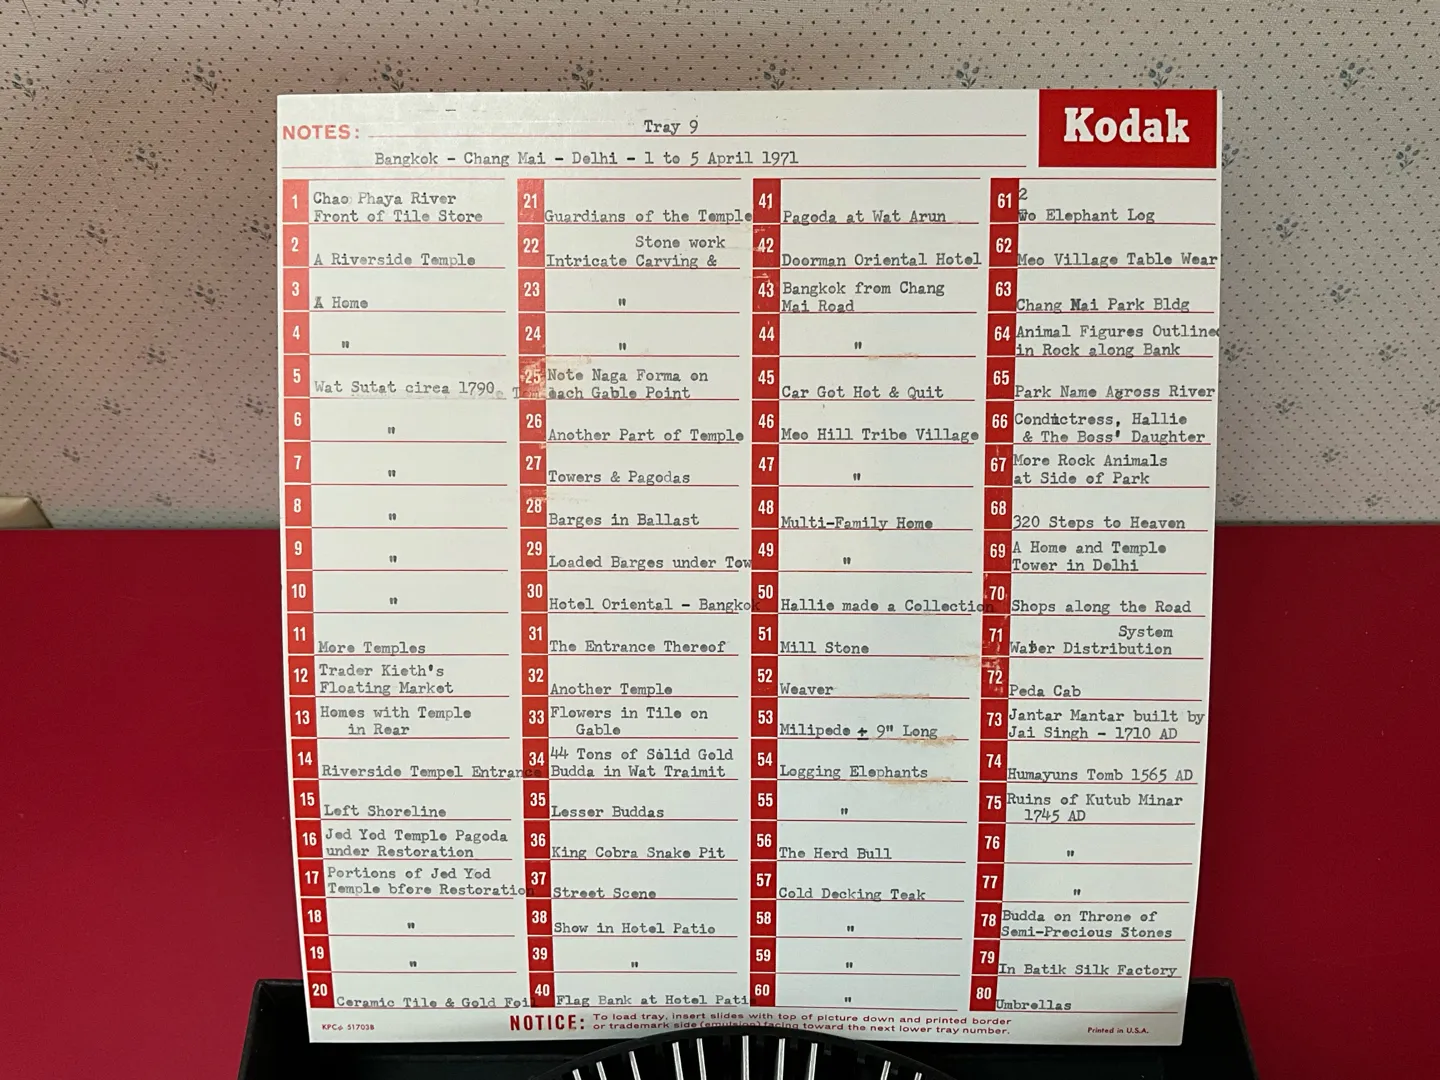 NOTES: Tray 9
Kodak
Bangkok - Chang Mai - Delhi - 1 to 5 April 1971
1 Chao Phaya River
Front of Tile Store
2 A Riverside Temple
3 A Home
4 "
5 Wat Sutat circa 1790
6 "
7 "
8 "
9 "
10 "
11 More Temples
12 Trader Kieth's
Floating Market
13 Homes with Temple
in Rear
14 Riverside Tempel Entrance
15 Left Shoreline
16 Jed Yod Temple Pagoda
under Restoration
17 Portions of Jed Yod
Temple bfore Restoration
18 "
19 "
20 Ceramic Tile & Gold Foil
21 Guardians of the Temple
22 Stone work
Intricate Carving &
23 "
24 "
25 Note Naga Forma on
each Gable Point
26 Another Part of Temple
27 Towers & Pagodas
28 Barges in Ballast
29 Loaded Barges under Tow
30 Hotel Oriental - Bangkok
31 The Entrance Thereof
32 Another Temple
33 Flowers in Tile on
Gable
34 44 Tons of Sòlid Gold
Budda in Wat Traimit
35 Lesser Buddas
36 King Cobra Snake Pit
37 Street Scene
38 Show in Hotel Patio
39 "
40 Flag Bank at Hotel Patio
41 Pagoda at Wat Arun
42 Doorman Oriental Hotel
43 Bangkok from Chang
Mai Road
44 "
45 Car Got Hot & Quit
46 Meo Hill Tribe Village
47 "
48 Multi-Family Home
49 "
50 Hallie made a Collection
51 Mill Stone
52 Weaver
53 Milipede ± 9" Long
54 Logging Elephants
55 "
56 The Herd Bull
57 Cold Decking Teak
58 "
59 "
60 "
61 2
Wo Elephant Log
62 Meo Village Table Wear
63 Chang Mai Park Bldg
64 Animal Figures Outlined
in Rock along Bank
65 Park Name Across River
66 Conductress, Hallie
& The Boss' Daughter
67 More Rock Animals
at Side of Park
68 320 Steps to Heaven
69 A Home and Temple
Tower in Delhi
70 Shops along the Road
71 System
Water Distribution
72 Peda Cab
73 Jantar Mantar built by
Jai Singh - 1710 AD
74 Humayuns Tomb 1565 AD
75 Ruins of Kutub Minar
1745 AD
76 "
77 "
78 Budda on Throne of
Semi-Precious Stones
79 In Batik Silk Factory
80 Umbrellas
KPCo 517038
NOTICE: To load tray, insert slides with top of picture down and printed border
or trademark side (emulsion) facing toward the next lower tray number.
Printed in U.S.A.